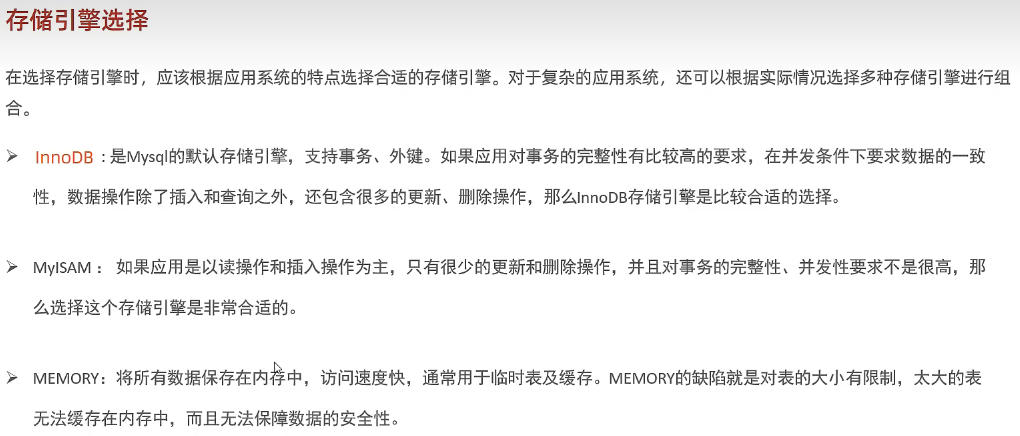 存储引擎选择
在选择存储引擎时，应该根据应用系统的特点选择合适的存储引擎。对于复杂的应用系统，还可以根据实际情况选择多种存储引擎进行组
合。
➢ InnoDB : 是Mysql的默认存储引擎，支持事务、外键。如果应用对事务的完整性有比较高的要求，在并发条件下要求数据的一致
性，数据操作除了插入和查询之外，还包含很多的更新、删除操作，那么InnoDB存储引擎是比较合适的选择。
➢ MyISAM ： 如果应用是以读操作和插入操作为主，只有很少的更新和删除操作，并且对事务的完整性、并发性要求不是很高，那
么选择这个存储引擎是非常合适的。
➢ MEMORY：将所有数据保存在内存中，访问速度快，通常用于临时表及缓存。MEMORY的缺陷就是对表的大小有限制，太大的表
无法缓存在内存中，而且无法保障数据的安全性。